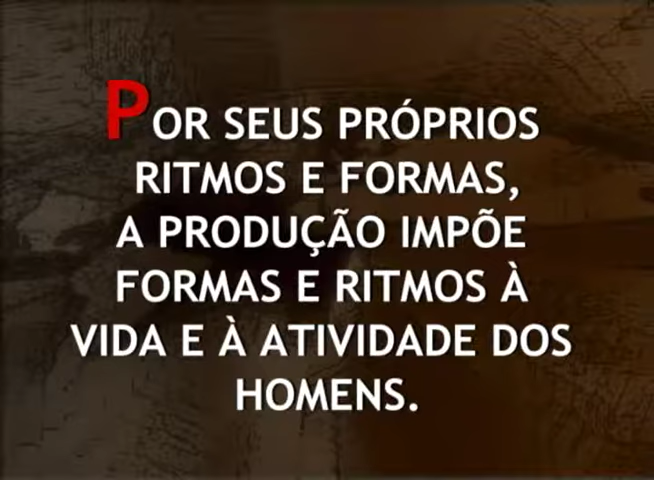 POR SEUS PRÓPRIOS
RITMOS E FORMAS,
A PRODUÇÃO IMPÕE
FORMAS E RITMOS À
VIDA E À ATIVIDADE DOS
HOMENS.